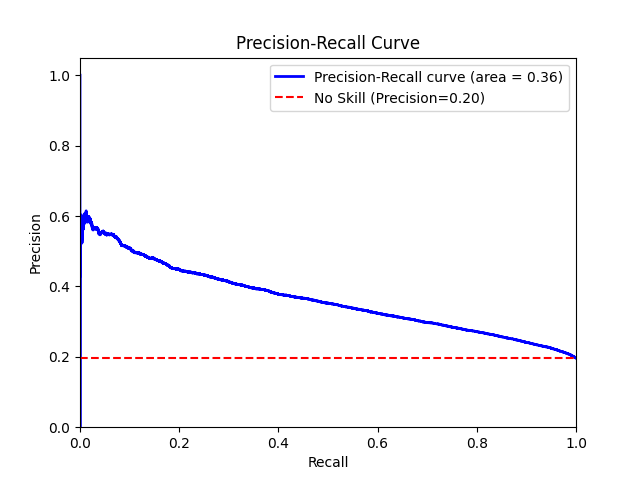 Precision-Recall Curve
Precision-Recall curve (area = 0.36)
No Skill (Precision=0.20)
1.0
0.8
0.6
0.4
0.2
0.0
Precision
0.0 0.2 0.4 0.6 0.8 1.0
Recall